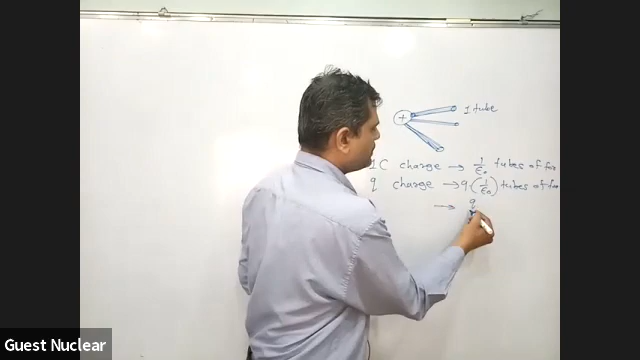 + 1 tube
1C charge → 1/ε₀ tubes of for
q charge → q(1/ε₀) tubes of for
→ q
Guest Nuclear